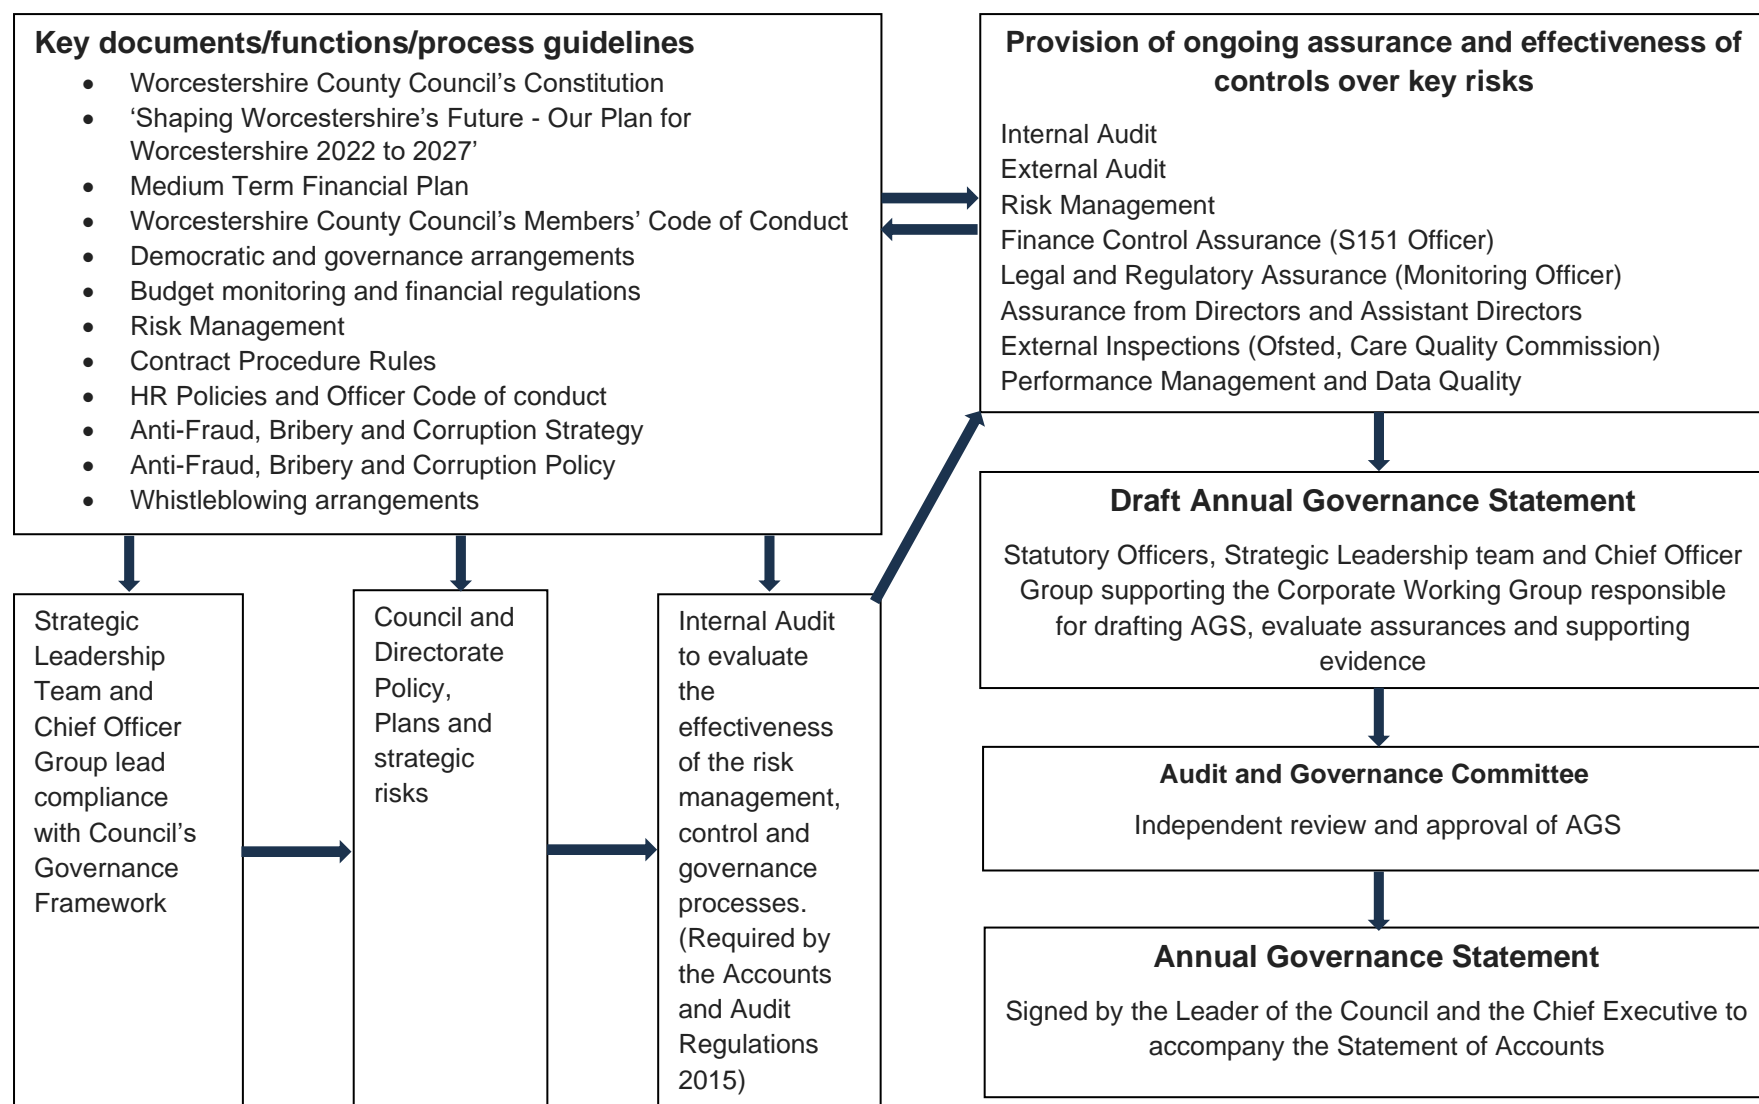 Key documents/functions/process guidelines
• Worcestershire County Council’s Constitution
• ‘Shaping Worcestershire’s Future - Our Plan for
Worcestershire 2022 to 2027’
• Medium Term Financial Plan
• Worcestershire County Council’s Members’ Code of Conduct
• Democratic and governance arrangements
• Budget monitoring and financial regulations
• Risk Management
• Contract Procedure Rules
• HR Policies and Officer Code of conduct
• Anti-Fraud, Bribery and Corruption Strategy
• Anti-Fraud, Bribery and Corruption Policy
• Whistleblowing arrangements
Strategic
Leadership
Team and
Chief Officer
Group lead
compliance
with Council’s
Governance
Framework
Council and
Directorate
Policy,
Plans and
strategic
risks
Internal Audit
to evaluate
the
effectiveness
of the risk
management,
control and
governance
processes.
(Required by
the Accounts
and Audit
Regulations
2015)
Provision of ongoing assurance and effectiveness of
controls over key risks
Internal Audit
External Audit
Risk Management
Finance Control Assurance (S151 Officer)
Legal and Regulatory Assurance (Monitoring Officer)
Assurance from Directors and Assistant Directors
External Inspections (Ofsted, Care Quality Commission)
Performance Management and Data Quality
Draft Annual Governance Statement
Statutory Officers, Strategic Leadership team and Chief Officer
Group supporting the Corporate Working Group responsible
for drafting AGS, evaluate assurances and supporting
evidence
Audit and Governance Committee
Independent review and approval of AGS
Annual Governance Statement
Signed by the Leader of the Council and the Chief Executive to
accompany the Statement of Accounts